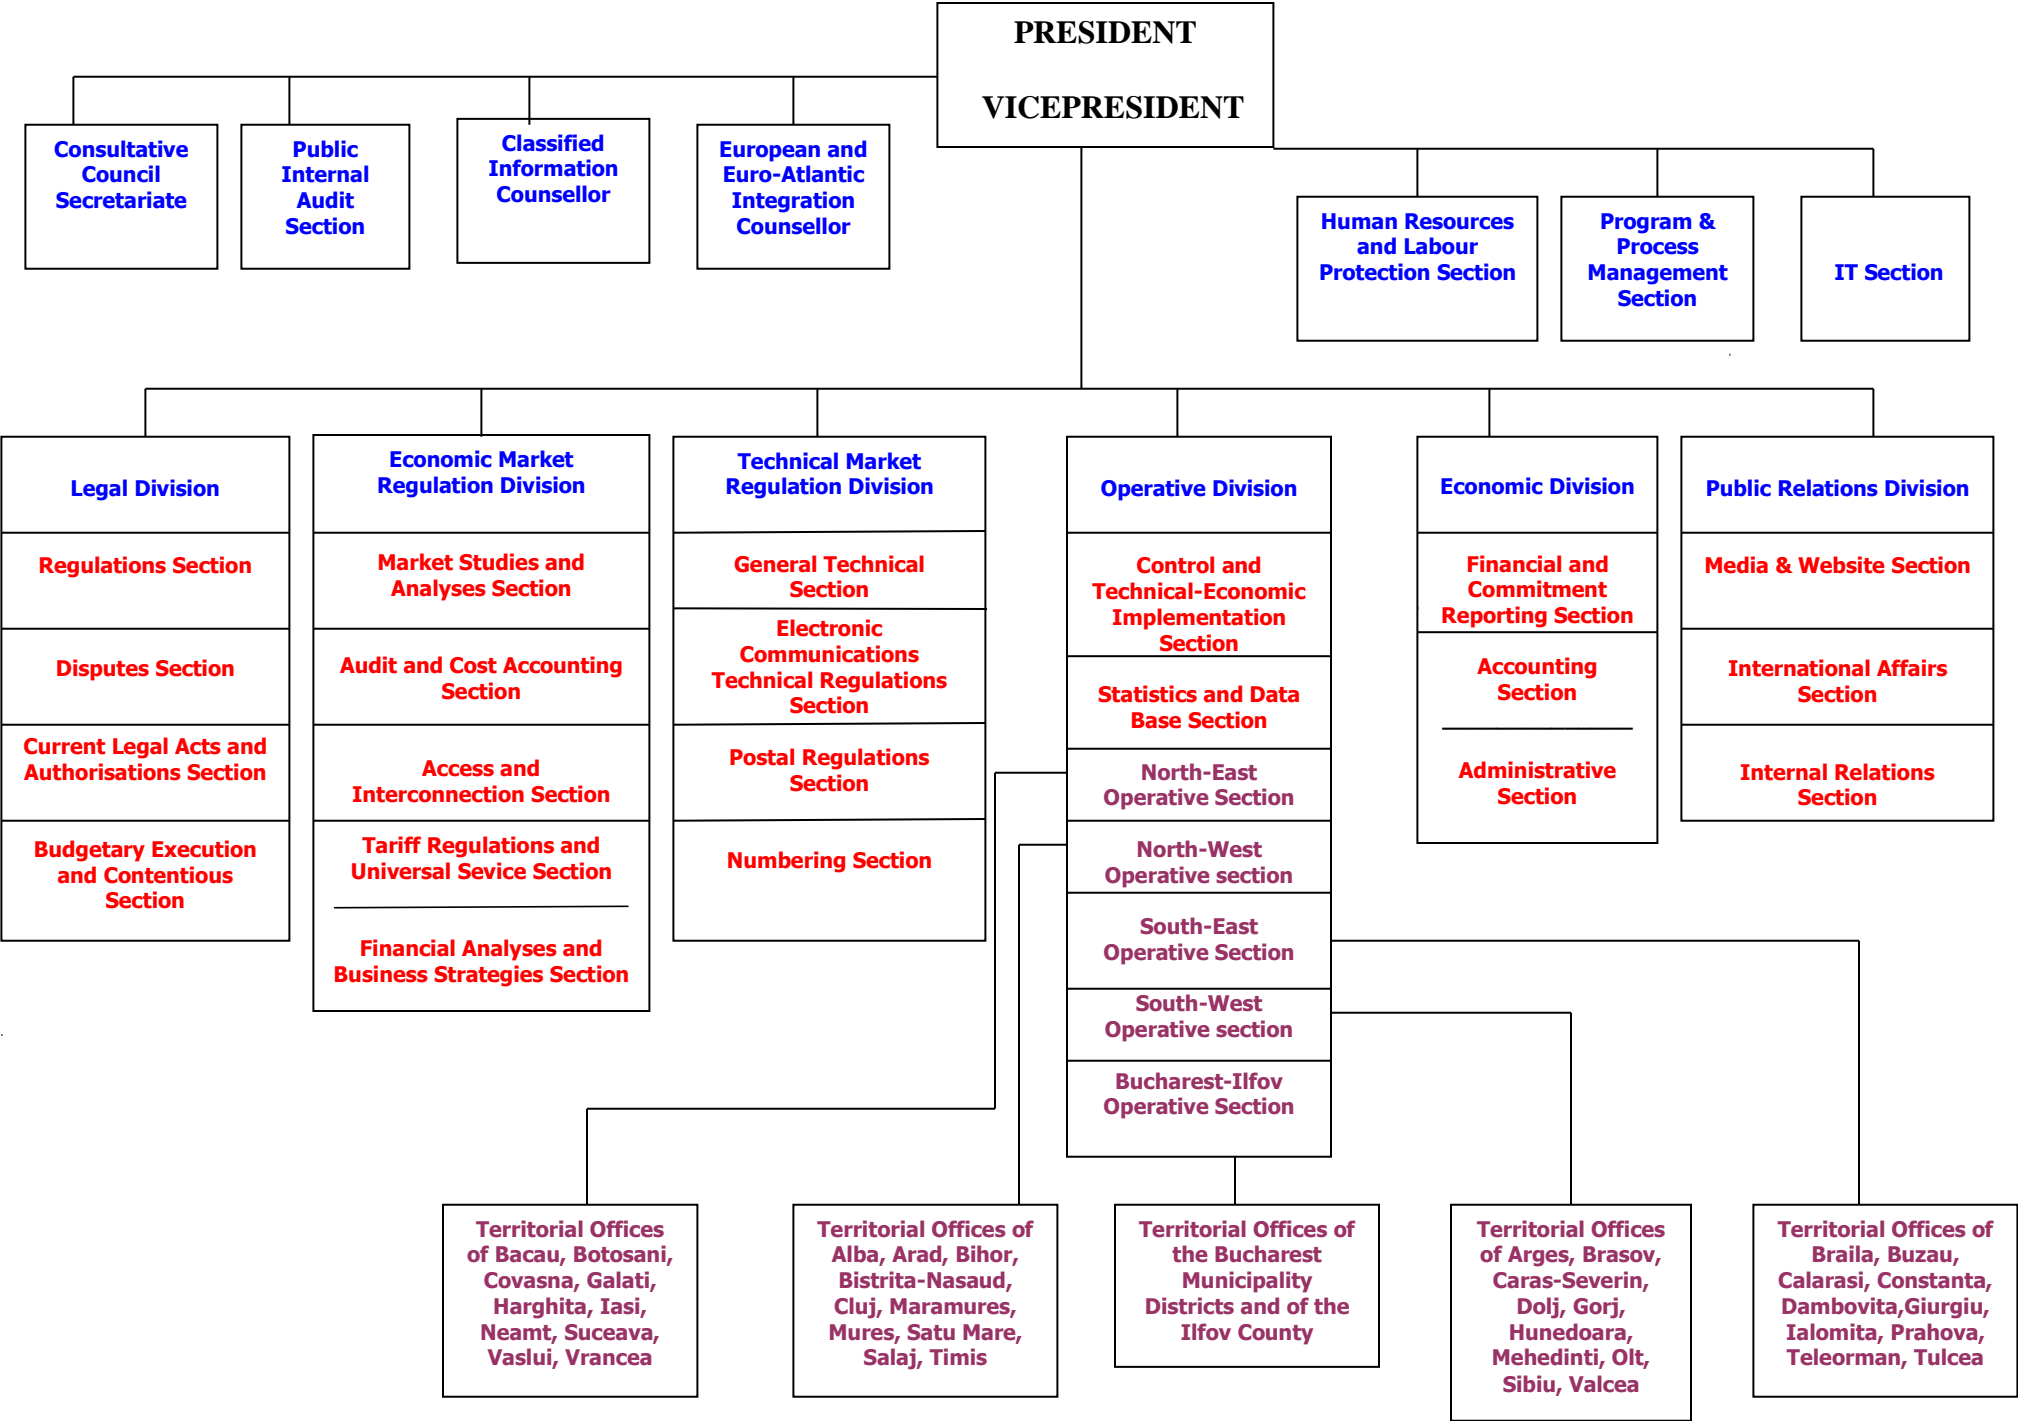 PRESIDENT
VICEPRESIDENT
Consultative
Council
Secretariate
Public
Internal
Audit
Section
Classified
Information
Counsellor
European and
Euro-Atlantic
Integration
Counsellor
Human Resources
and Labour
Protection Section
Program &
Process
Management
Section
IT Section
Legal Division
Regulations Section
Disputes Section
Current Legal Acts and
Authorisations Section
Budgetary Execution
and Contentious
Section
Economic Market
Regulation Division
Market Studies and
Analyses Section
Audit and Cost Accounting
Section
Access and
Interconnection Section
Tariff Regulations and
Universal Sevice Section
Financial Analyses and
Business Strategies Section
Technical Market
Regulation Division
General Technical
Section
Electronic
Communications
Technical Regulations
Section
Postal Regulations
Section
Numbering Section
Operative Division
Control and
Technical-Economic
Implementation
Section
Statistics and Data
Base Section
North-East
Operative Section
North-West
Operative section
South-East
Operative Section
South-West
Operative section
Bucharest-Ilfov
Operative Section
Economic Division
Financial and
Commitment
Reporting Section
Accounting
Section
Administrative
Section
Public Relations Division
Media & Website Section
International Affairs
Section
Internal Relations
Section
Territorial Offices
of Bacau, Botosani,
Covasna, Galati,
Harghita, Iasi,
Neamt, Suceava,
Vaslui, Vrancea
Territorial Offices of
Alba, Arad, Bihor,
Bistrita-Nasaud,
Cluj, Maramures,
Mures, Satu Mare,
Salaj, Timis
Territorial Offices of
the Bucharest
Municipality
Districts and of the
Ilfov County
Territorial Offices
of Arges, Brasov,
Caras-Severin,
Dolj, Gorj,
Hunedoara,
Mehedinti, Olt,
Sibiu, Valcea
Territorial Offices of
Braila, Buzau,
Calarasi, Constanta,
Dambovita,Giurgiu,
Ialomita, Prahova,
Teleorman, Tulcea